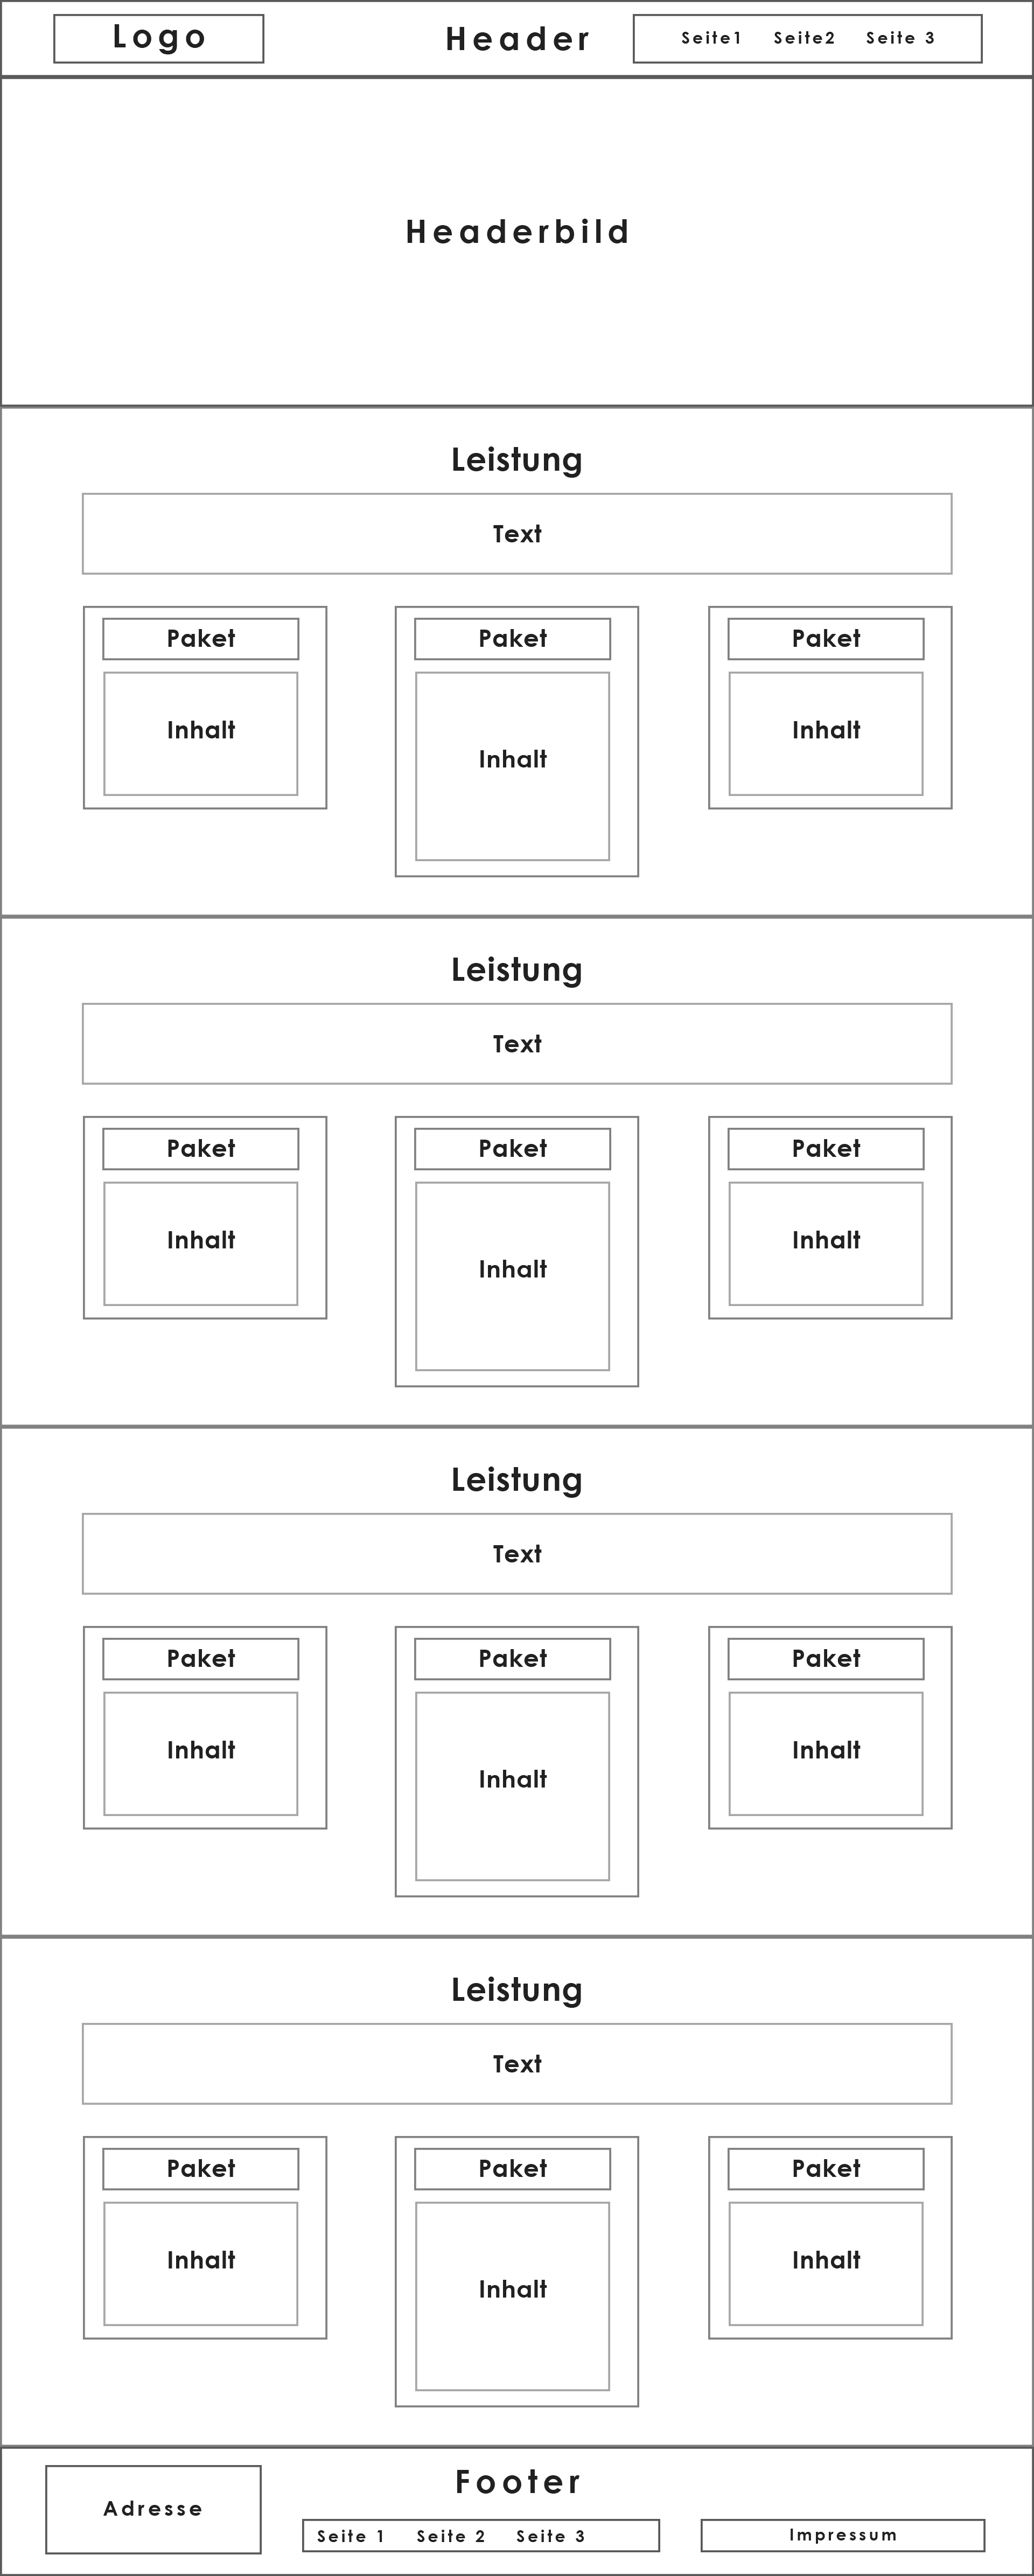 Logo
Header
Seite1 Seite2 Seite 3
Headerbild
Leistung
Text
Paket Paket Paket
Inhalt Inhalt Inhalt
Leistung
Text
Paket Paket Paket
Inhalt Inhalt Inhalt
Leistung
Text
Paket Paket Paket
Inhalt Inhalt Inhalt
Leistung
Text
Paket Paket Paket
Inhalt Inhalt Inhalt
Footer
Adresse
Seite 1 Seite 2 Seite 3
Impressum